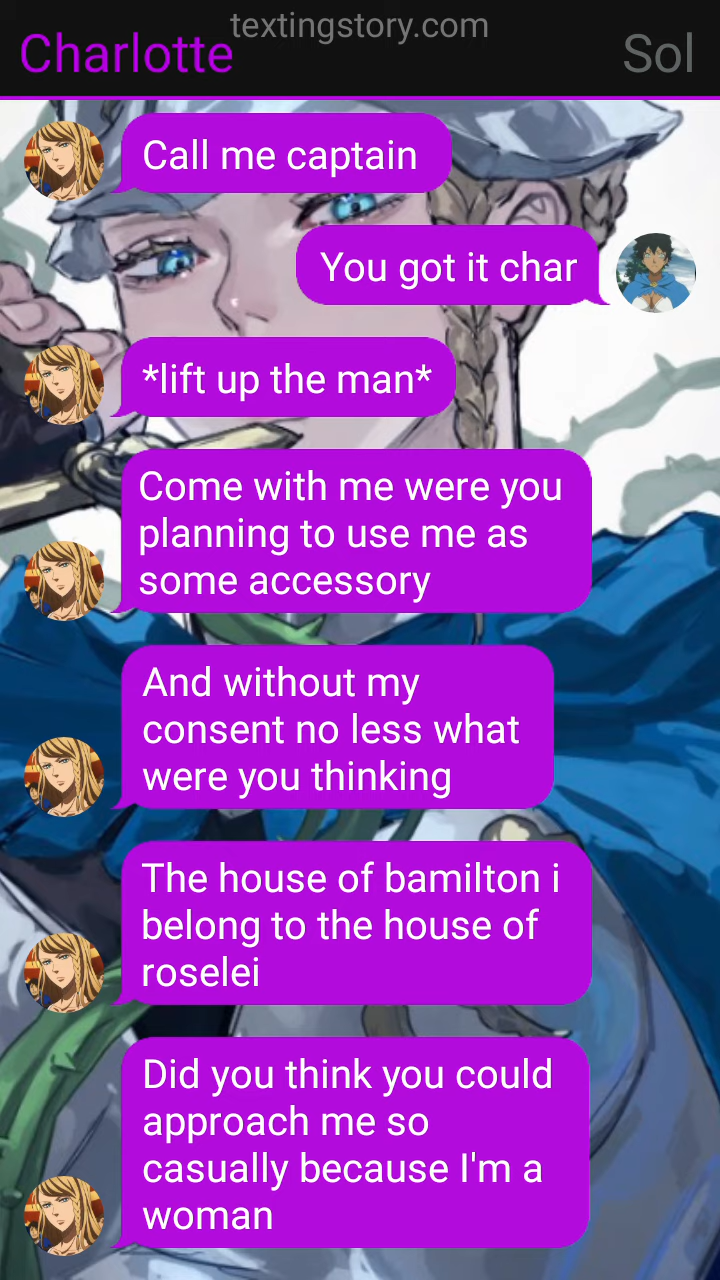 textingstory.com
Charlotte
Sol
Call me captain
You got it char
*lift up the man*
Come with me were you
planning to use me as
some accessory
And without my
consent no less what
were you thinking
The house of bamilton i
belong to the house of
roselei
Did you think you could
approach me so
casually because I'm a
woman